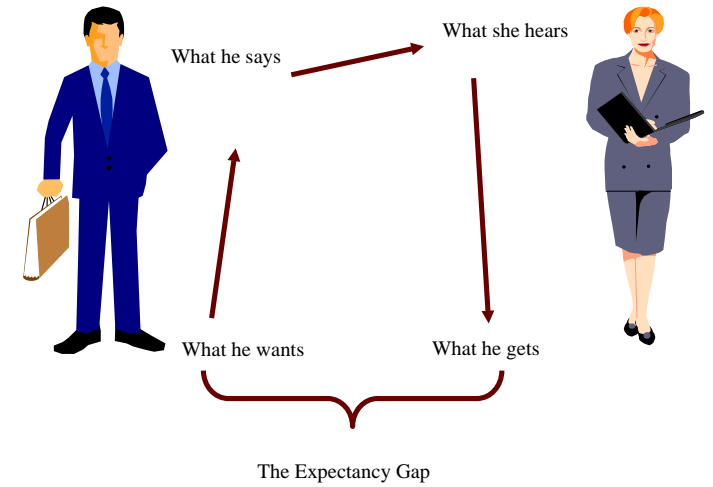 What he says
What she hears
What he wants
What he gets
The Expectancy Gap